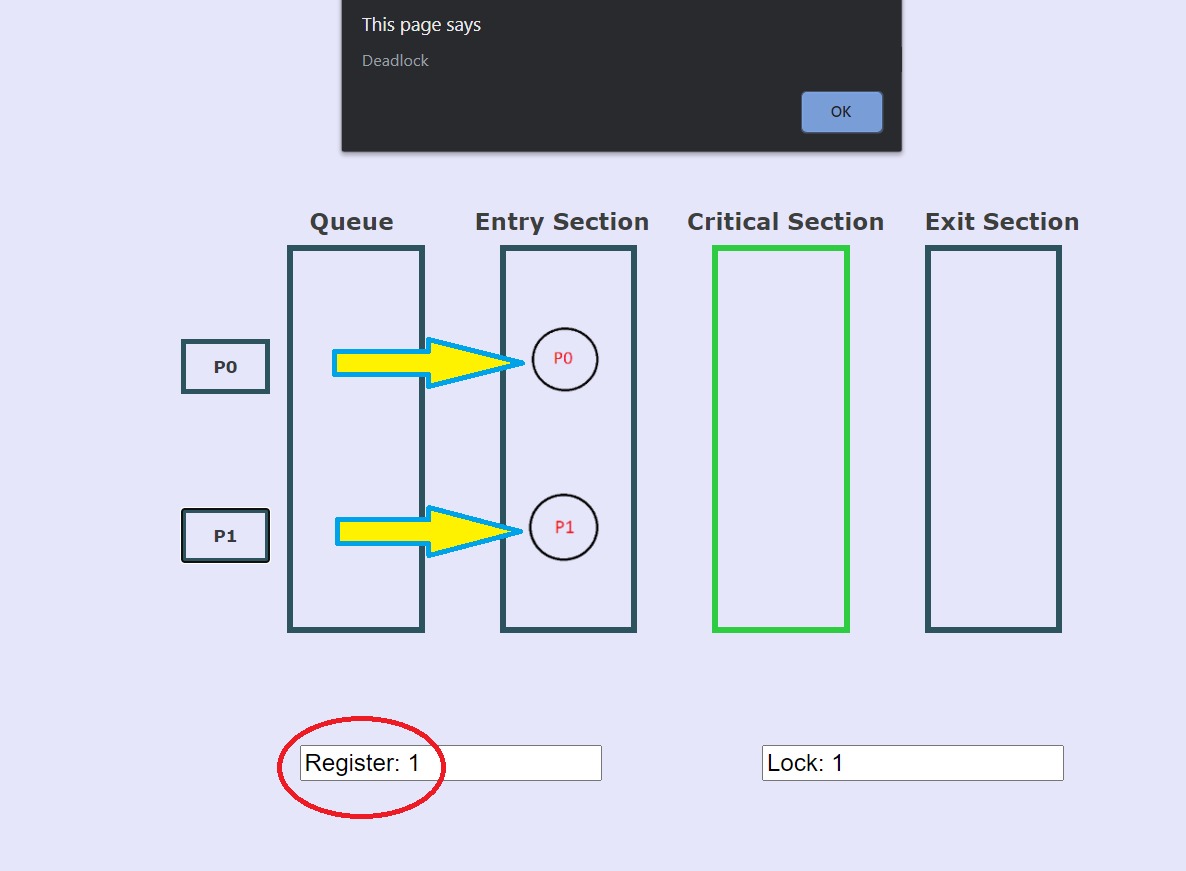 This page says
Deadlock
OK
Queue Entry Section Critical Section Exit Section
P0 P0
P1 P1
Register: 1 Lock: 1